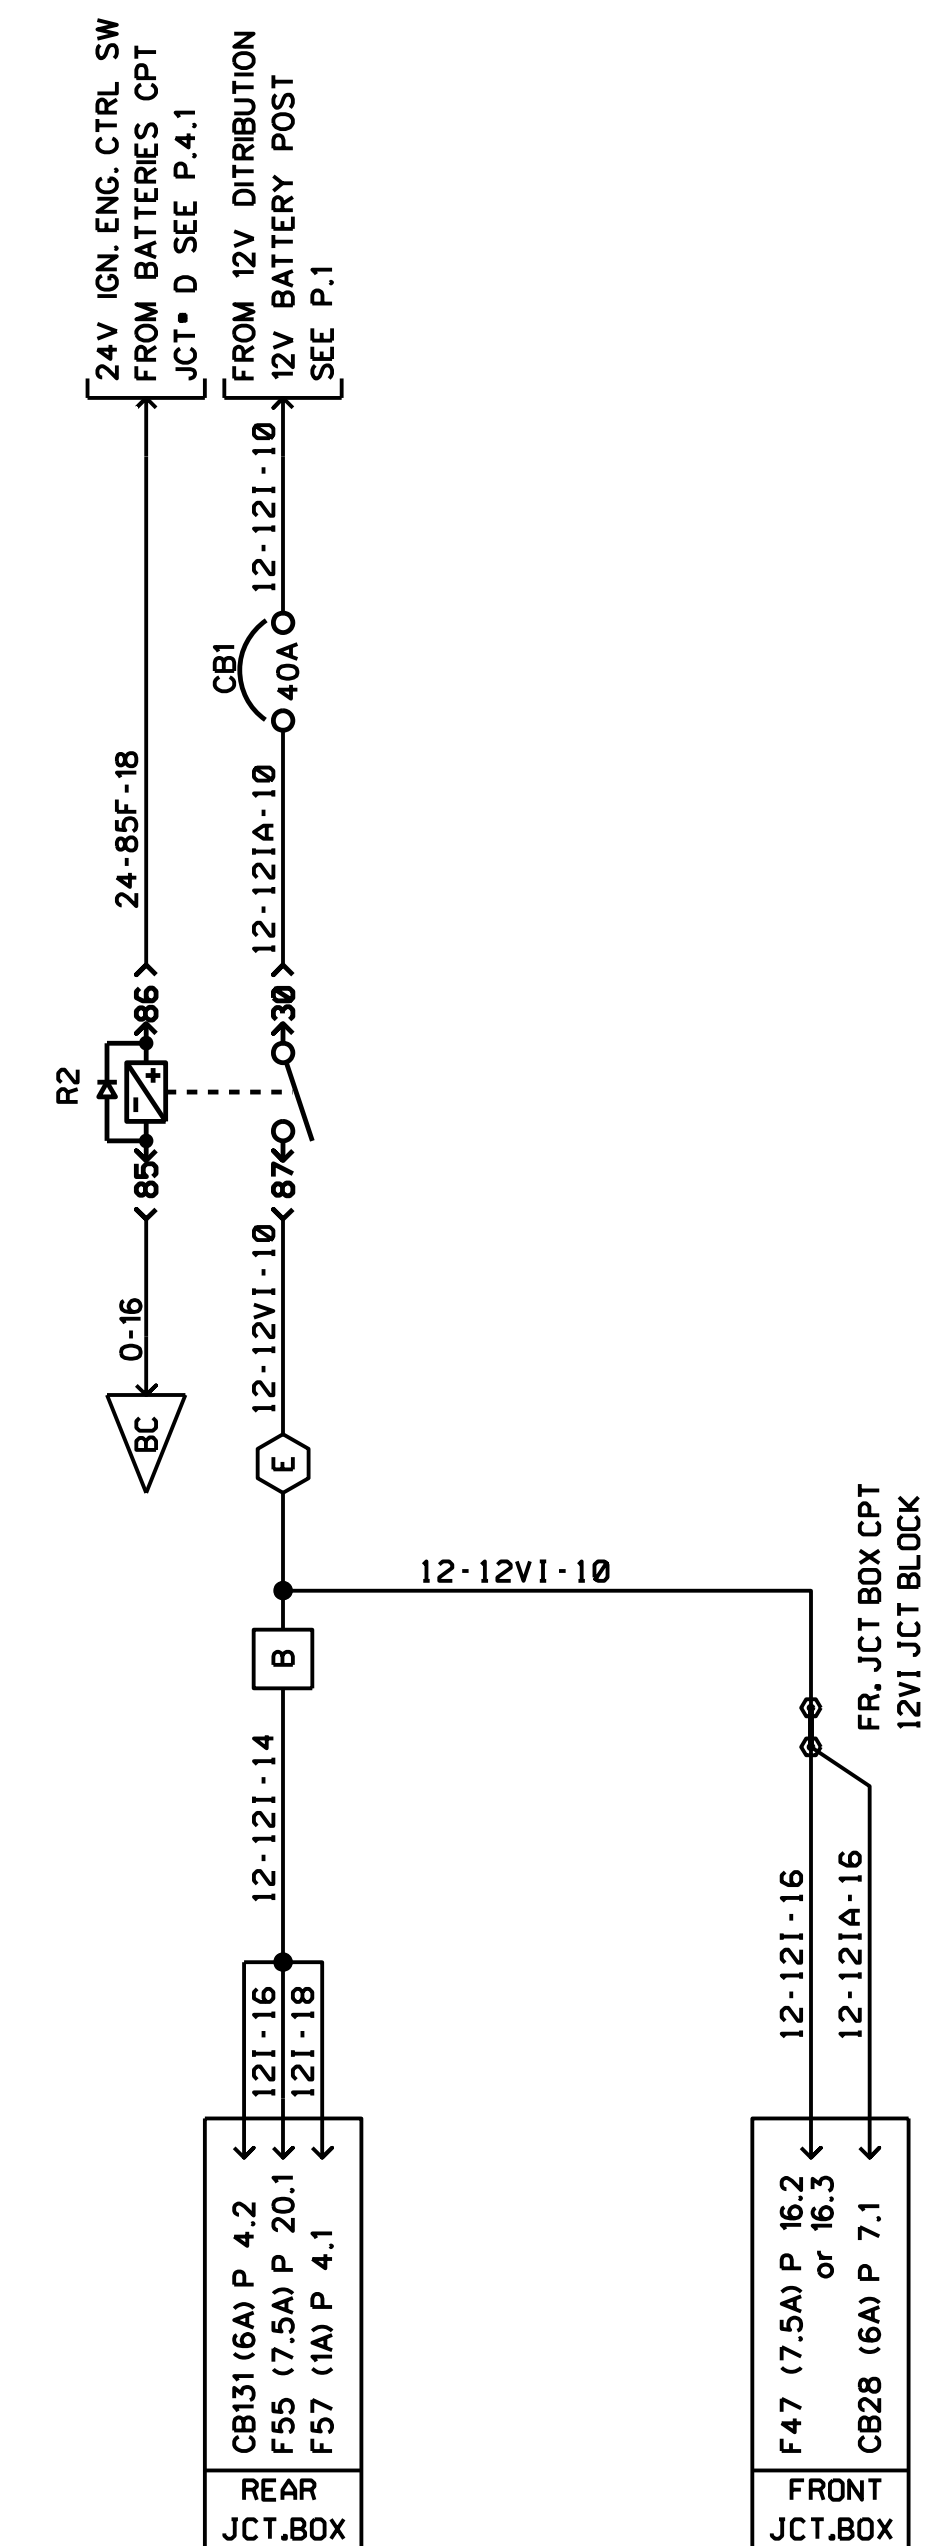 24V IGN. ENG. CTRL SW
FROM BATTERIES CPT
JCT• D SEE P.4.1
FROM 12V DITRIBUTION
12V BATTERY POST
SEE P.1
12-12I-10
CB1
40A
24-85F-18
12-12IA-10
86
30
R2
+
-
85
87
0-16
12-12VI-10
BC
E
12-12VI-10
B
FR. JCT BOX CPT
12VI JCT BLOCK
12-12I-14
12-12I-16
12-12IA-16
12I-16
12I-18
CB131 (6A) P 4.2
F55 (7.5A) P 20.1
F57 (1A) P 4.1
F47 (7.5A) P 16.2
or 16.3
CB28 (6A) P 7.1
REAR
JCT.BOX
FRONT
JCT.BOX